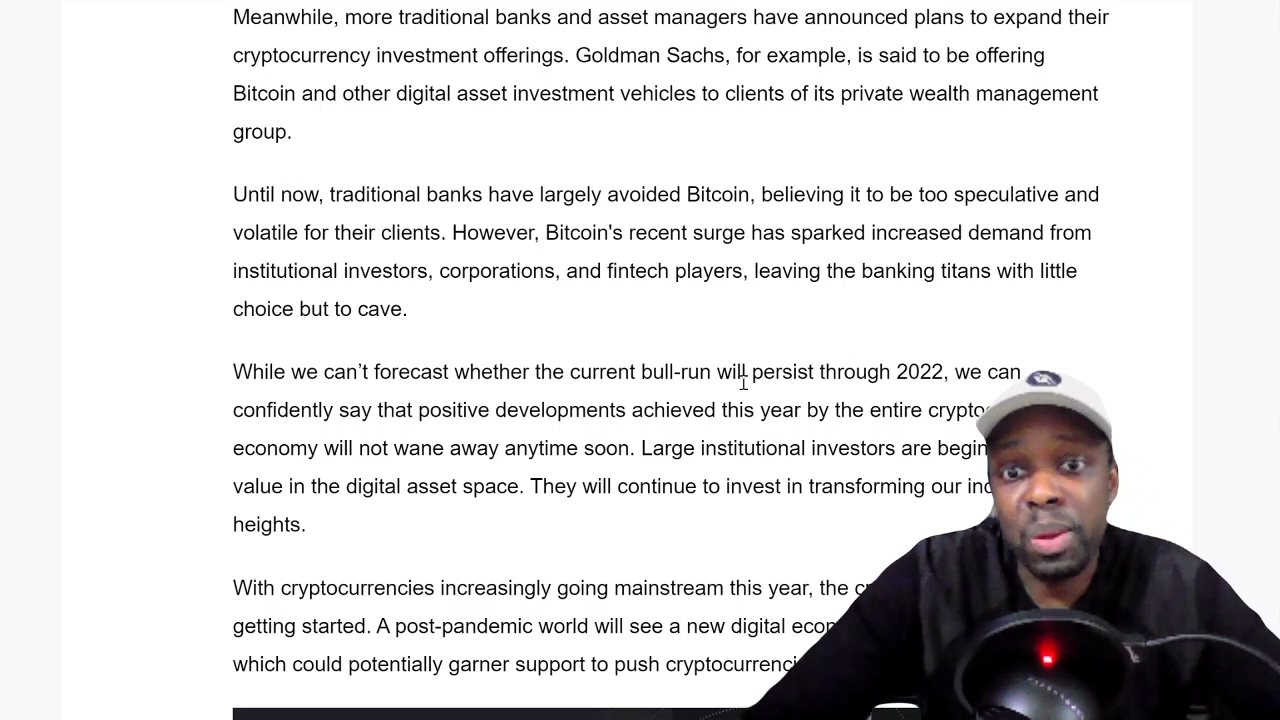 Meanwhile, more traditional banks and asset managers have announced plans to expand their
cryptocurrency investment offerings. Goldman Sachs, for example, is said to be offering
Bitcoin and other digital asset investment vehicles to clients of its private wealth management
group.
Until now, traditional banks have largely avoided Bitcoin, believing it to be too speculative and
volatile for their clients. However, Bitcoin's recent surge has sparked increased demand from
institutional investors, corporations, and fintech players, leaving the banking titans with little
choice but to cave.
While we can’t forecast whether the current bull-run will persist through 2022, we can
confidently say that positive developments achieved this year by the entire
economy will not wane away anytime soon. Large institutional investors are
value in the digital asset space. They will continue to invest in transforming our
heights.
With cryptocurrencies increasingly going mainstream this year, the
getting started. A post-pandemic world will see a new digital
which could potentially garner support to push